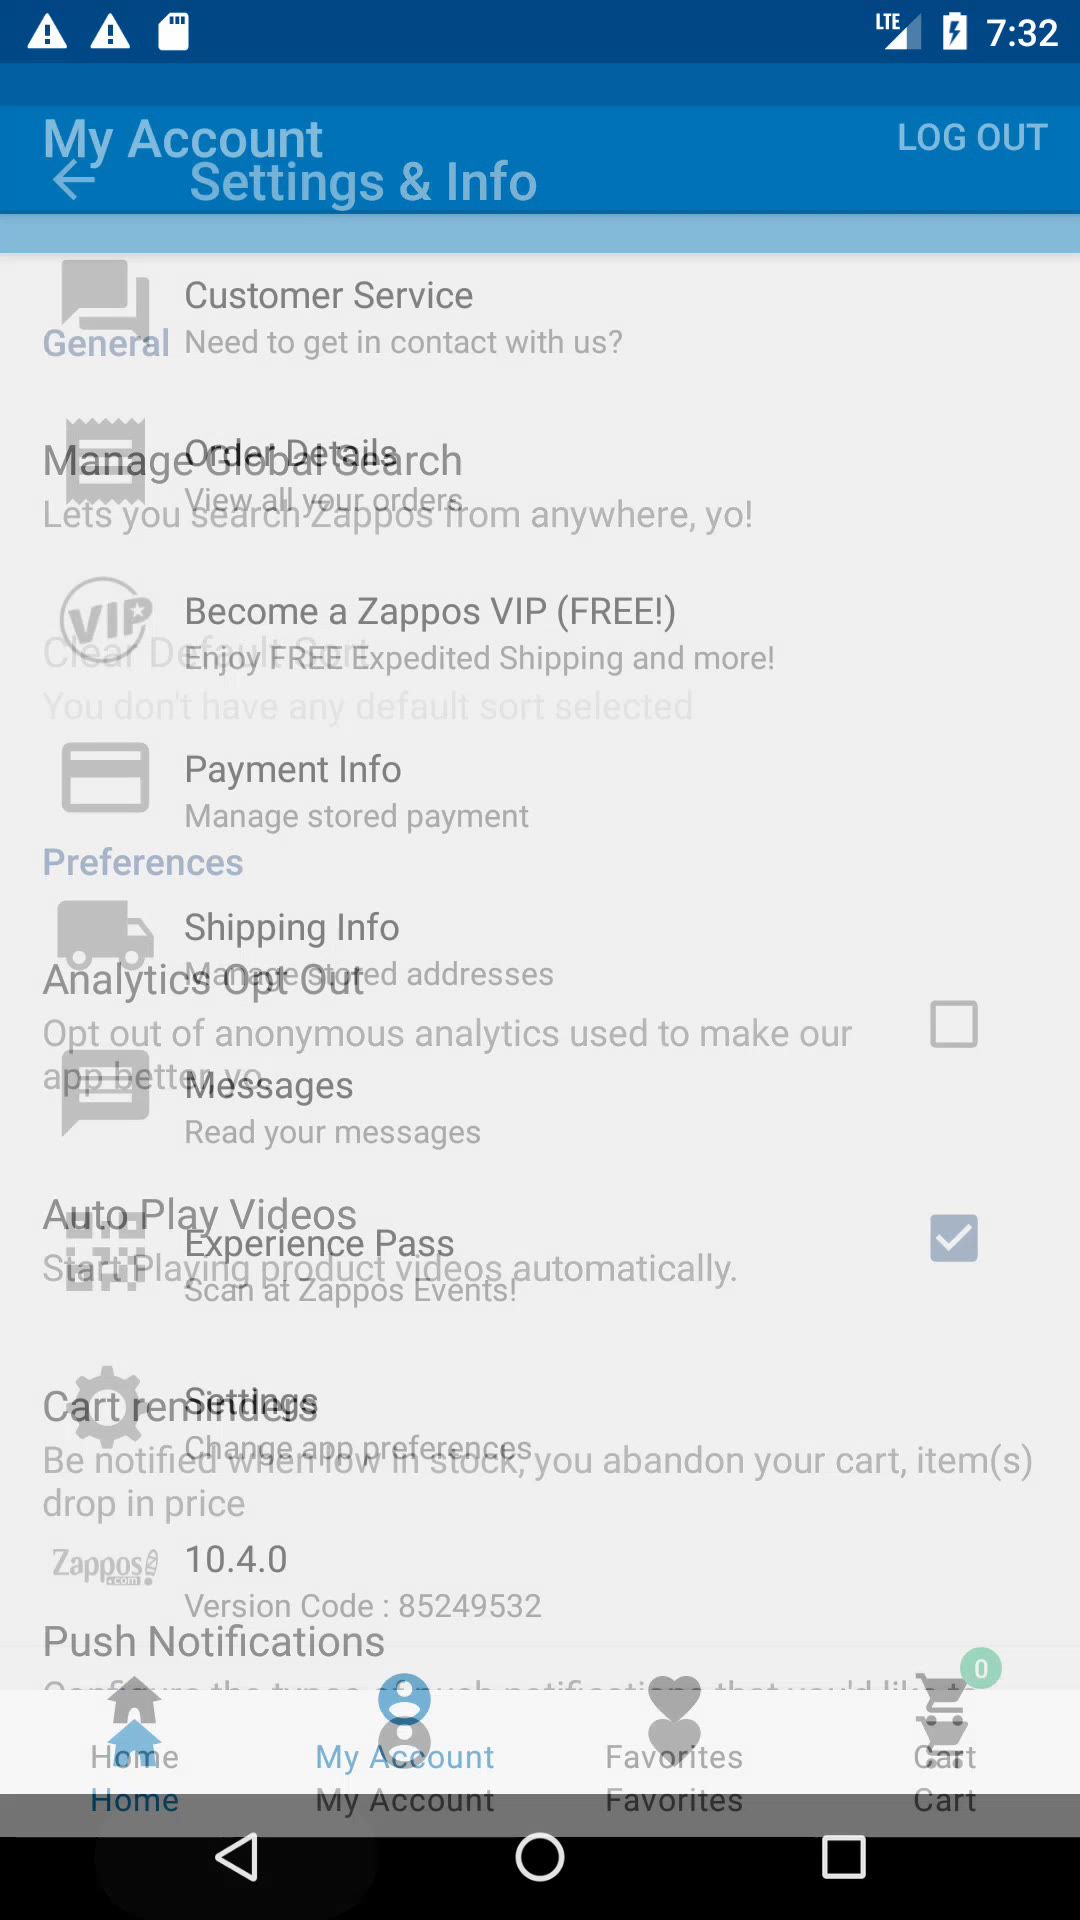 LTE 7:32
My Account
LOG OUT
Settings & Info
Customer Service
General
Need to get in contact with us?
Order Details
Manage Global Search
View all your orders
Lets you search Zappos from anywhere, yo!
VIP
Become a Zappos VIP (FREE!)
Clear Default Sort
Enjoy FREE Expedited Shipping and more!
You don't have any default sort selected
Payment Info
Manage stored payment
Preferences
Shipping Info
Manage stored addresses
Analytics Opt Out
Opt out of anonymous analytics used to make our
app better, yo
Messages
Read your messages
Auto Play Videos
Experience Pass
Start Playing product videos automatically.
Scan at Zappos Events!
Settings
Cart reminders
Change app preferences
Be notified when low in stock, you abandon your cart, item(s)
drop in price
Zappos.com
10.4.0
Version Code : 85249532
Push Notifications
Configure the types of push notifications that you'd like to
0
Home My Account Favorites Cart
Home My Account Favorites Cart